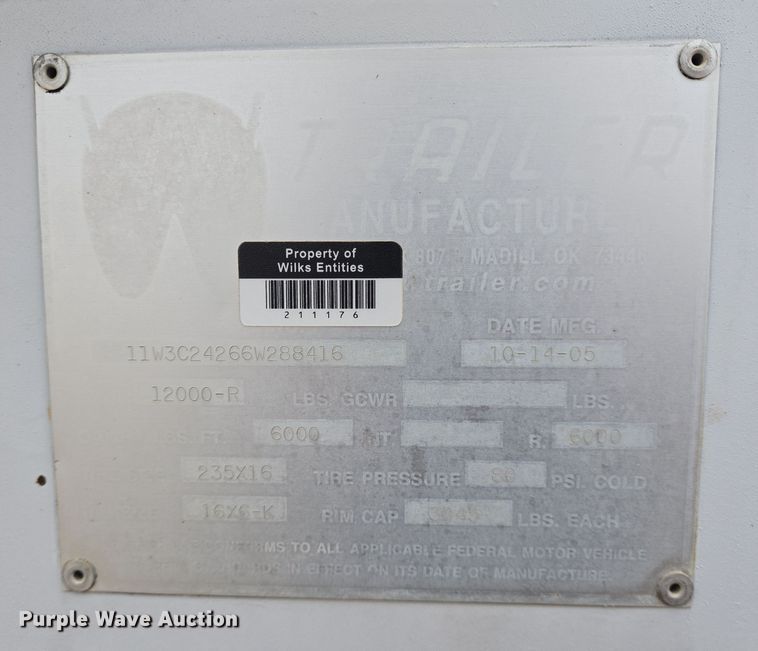 TRAILER
MANUFACTURE
807 MADILL, OK 7344
trailer.com
Property of
Wilks Entities
211176
DATE MFG.
11W3C24266W288416 10-14-05
12000-R LBS. GCWR LBS.
FT. 6000 INT R. 6000
235X16 TIRE PRESSURE 80 PSI. COLD
16X6-K RIM CAP LBS. EACH
CONFORMS TO ALL APPLICABLE FEDERAL MOTOR VEHICLE
IN EFFECT ON ITS DATE OF MANUFACTURE
Purple Wave Auction